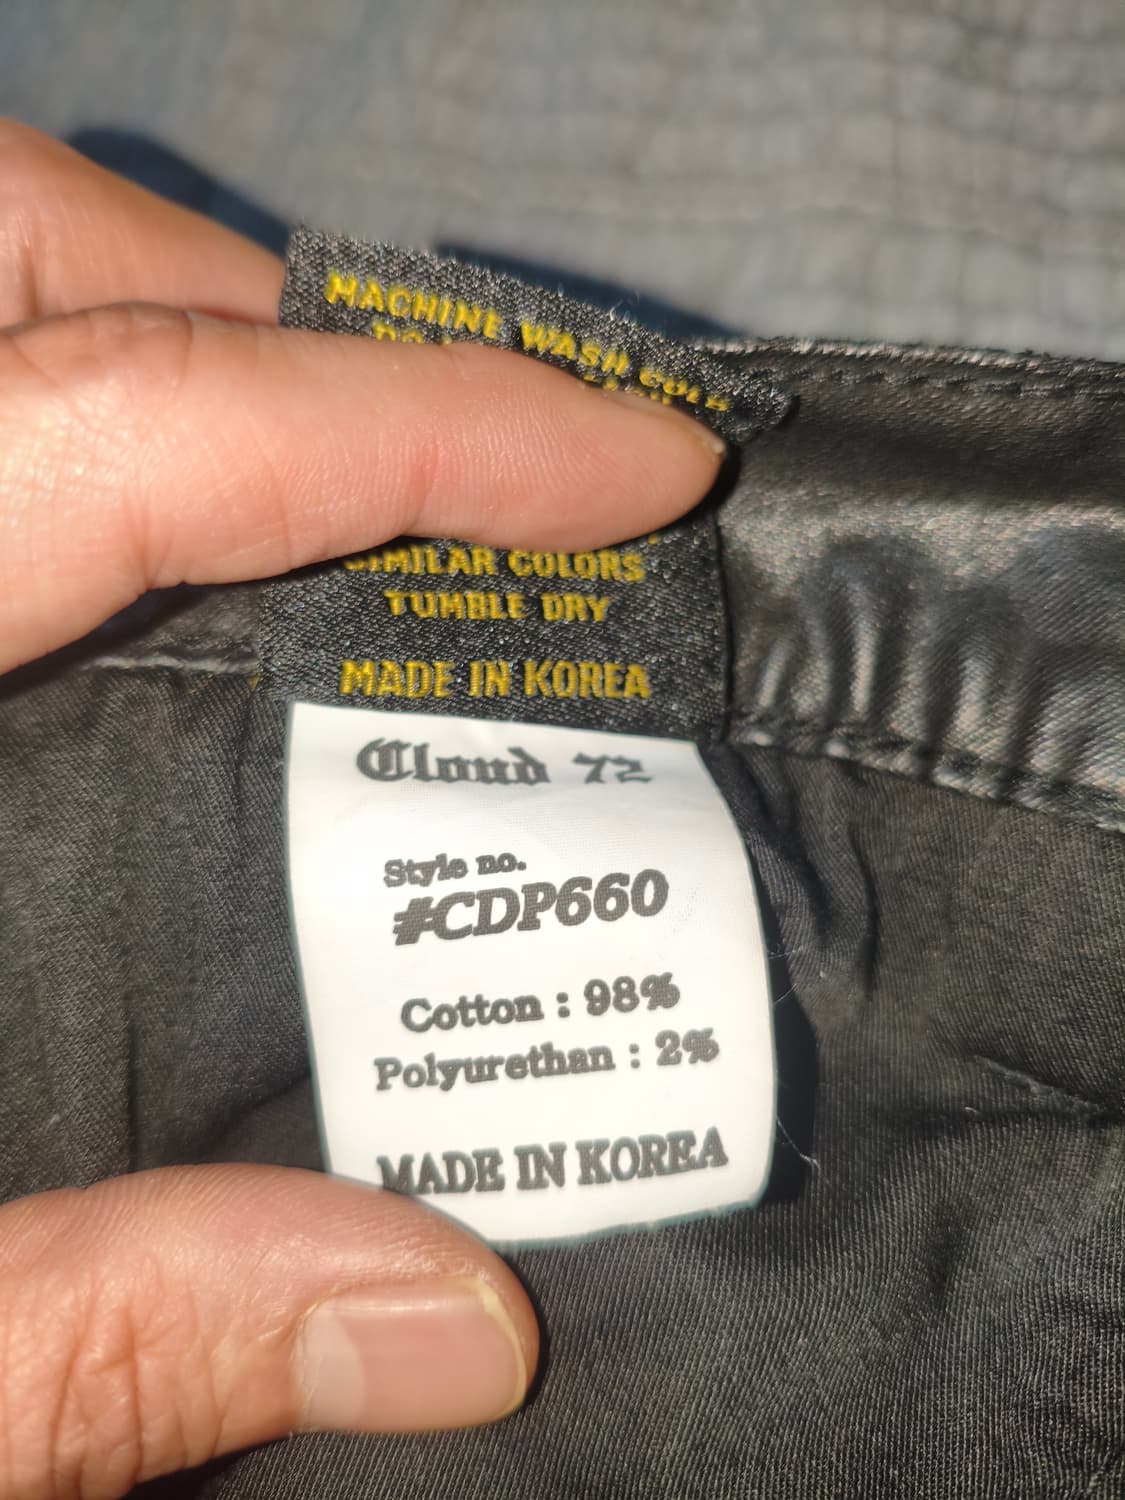 MACHINE WASH COLD
SIMILAR COLORS
TUMBLE DRY
MADE IN KOREA
Cloud 72
Style no.
#CDP660
Cotton : 98%
Polyurethan : 2%
MADE IN KOREA